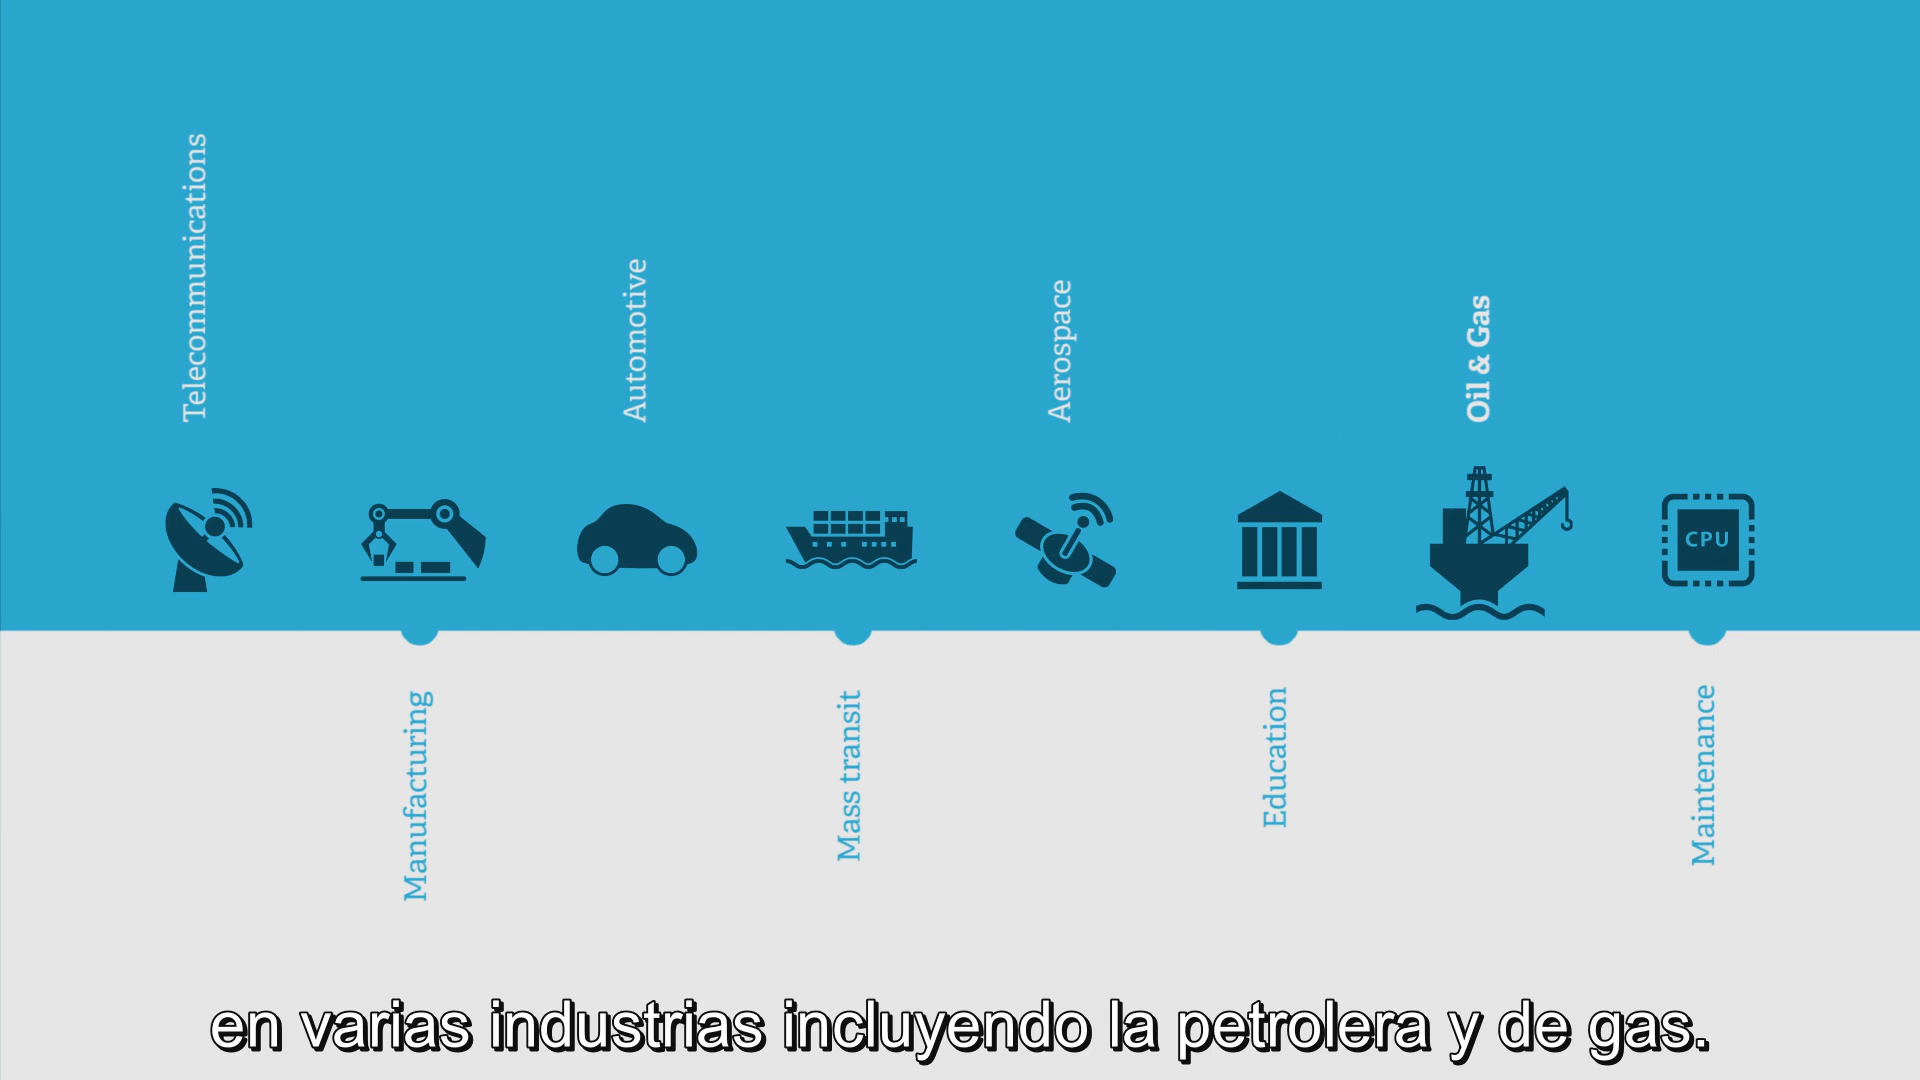 Telecommunications
Automotive
Aerospace
Oil & Gas
CPU
Manufacturing
Mass transit
Education
Maintenance
en varias industrias incluyendo la petrolera y de gas.